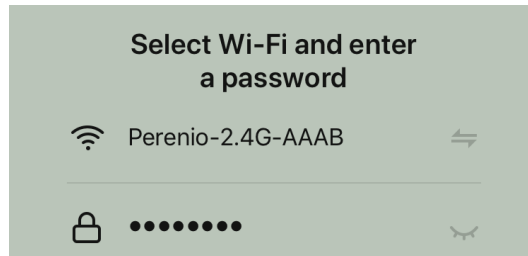 Select Wi-Fi and enter
a password
Perenio-2.4G-AAAB
••••••••